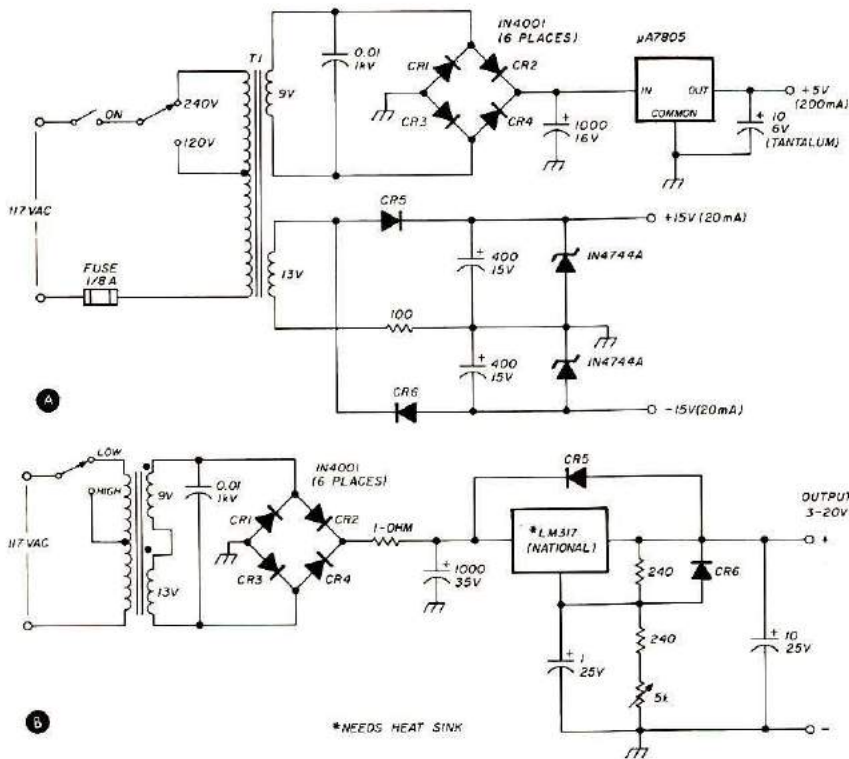 IN4001
(6 PLACES)
T1
0.01
1kV
CR1
CR2
µA7805
9V
IN
OUT
+5V
(200mA)
240V
ON
COMMON
CR3
CR4
+
1000
16V
+
10
6V
(TANTALUM)
120V
117 VAC
CR5
+15V(20mA)
FUSE
1/8 A
13V
+
400
15V
IN4744A
100
+
400
15V
IN4744A
CR6
A
-15V(20mA)
LOW
IN4001
(6 PLACES)
CR5
HIGH
9V
0.01
1kV
CR1
CR2
1-OHM
*LM317
(NATIONAL)
OUTPUT
3-20V
+
117 VAC
13V
CR3
CR4
+
1000
35V
240
CR6
+
1
25V
240
+
10
25V
5k
B
*NEEDS HEAT SINK
-